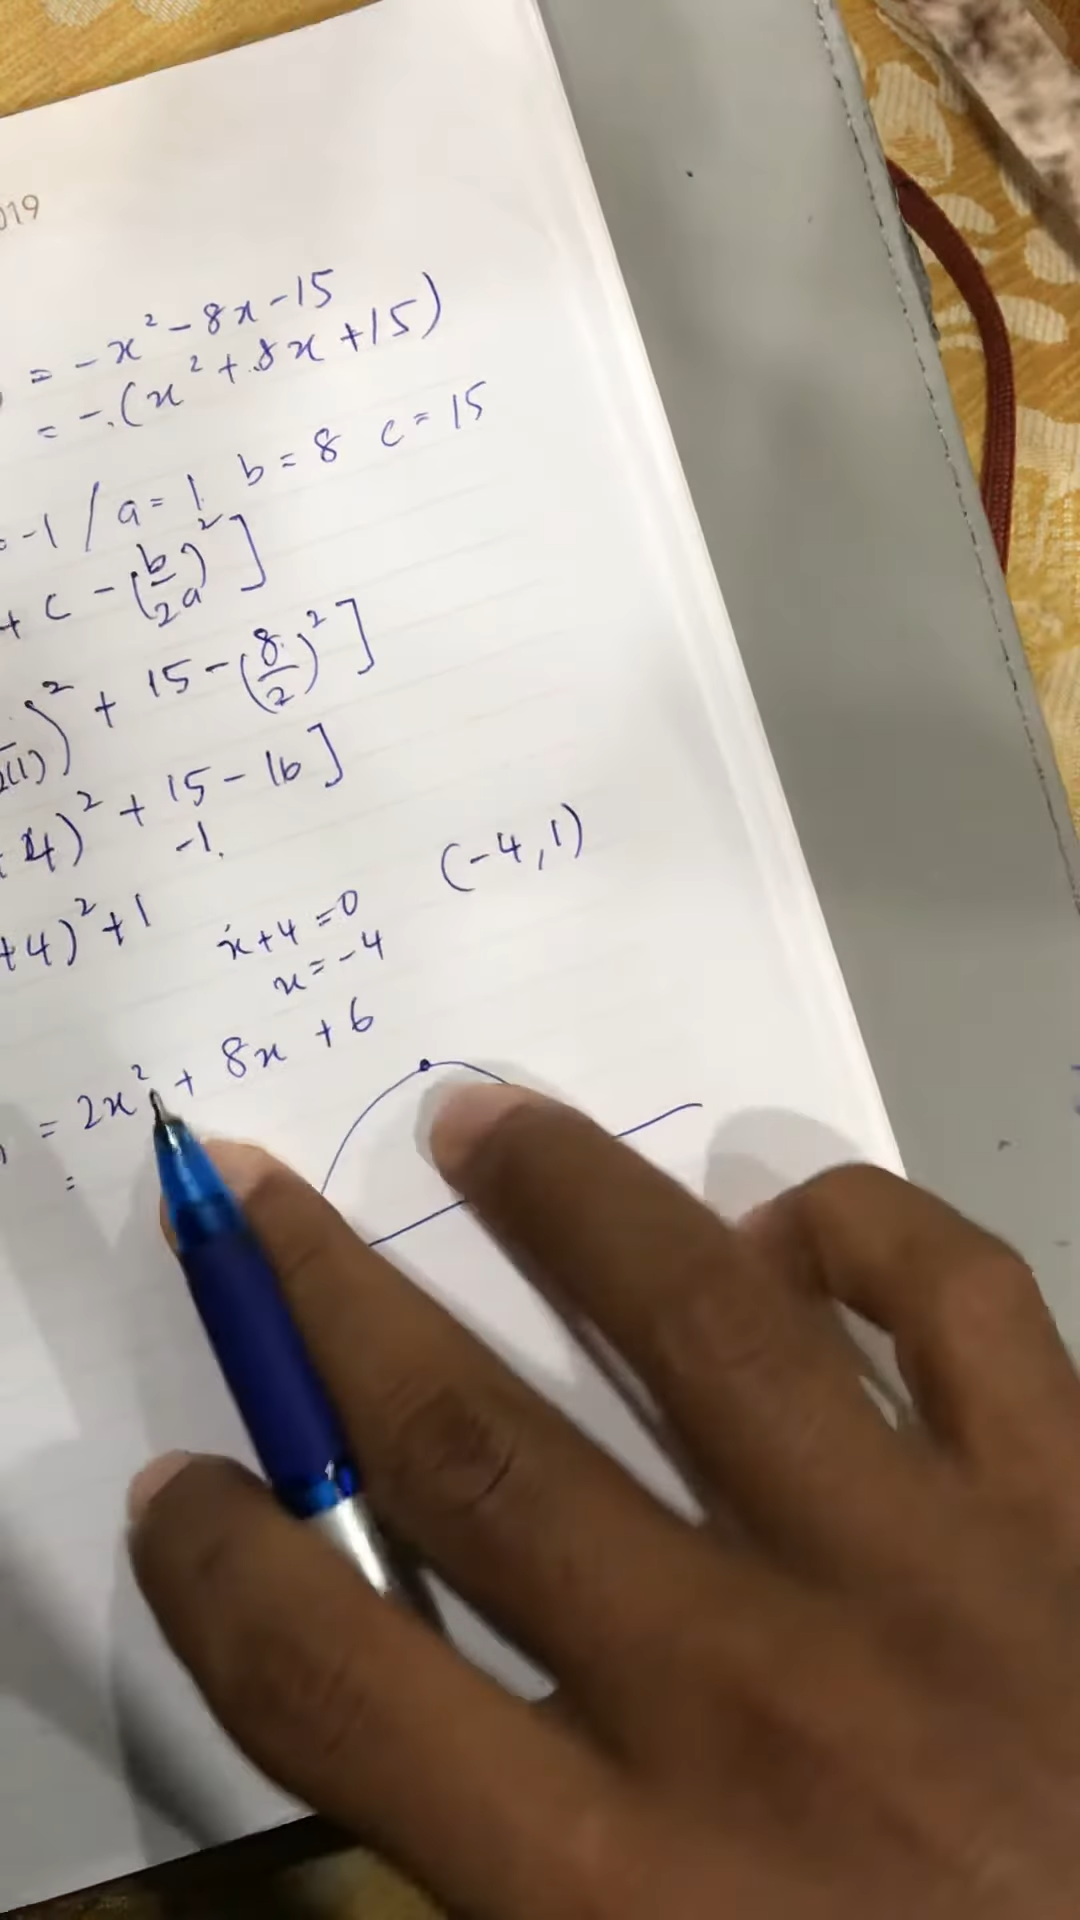 019
= -x² - 8x - 15
= -.(x² + 8x + 15)
-1 / a = 1 b = 8 c = 15
+ c - (b/2a)² ]
2(1))² + 15 - (8/2)² ]
4)² + 15 - 16 ]
-1.
(-4, 1)
+4)² + 1
x + 4 = 0
x = -4
= 2x² + 8x + 6
=